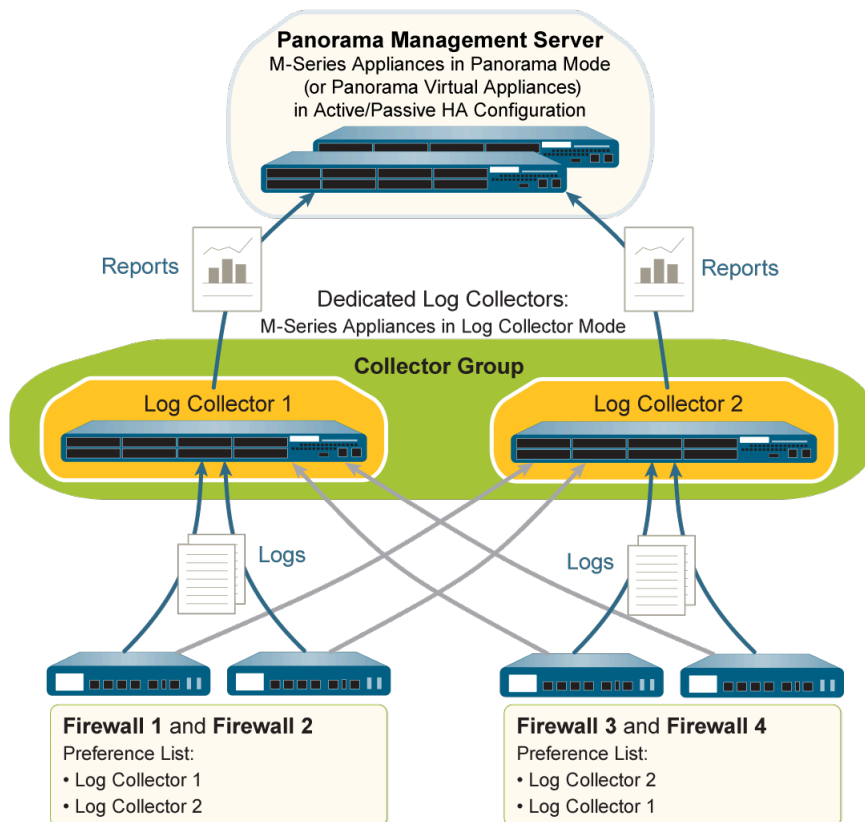 Panorama Management Server
M-Series Appliances in Panorama Mode
(or Panorama Virtual Appliances)
in Active/Passive HA Configuration
Reports
Reports
Dedicated Log Collectors:
M-Series Appliances in Log Collector Mode
Collector Group
Log Collector 1
Log Collector 2
Logs
Logs
Firewall 1 and Firewall 2
Preference List:
• Log Collector 1
• Log Collector 2
Firewall 3 and Firewall 4
Preference List:
• Log Collector 2
• Log Collector 1